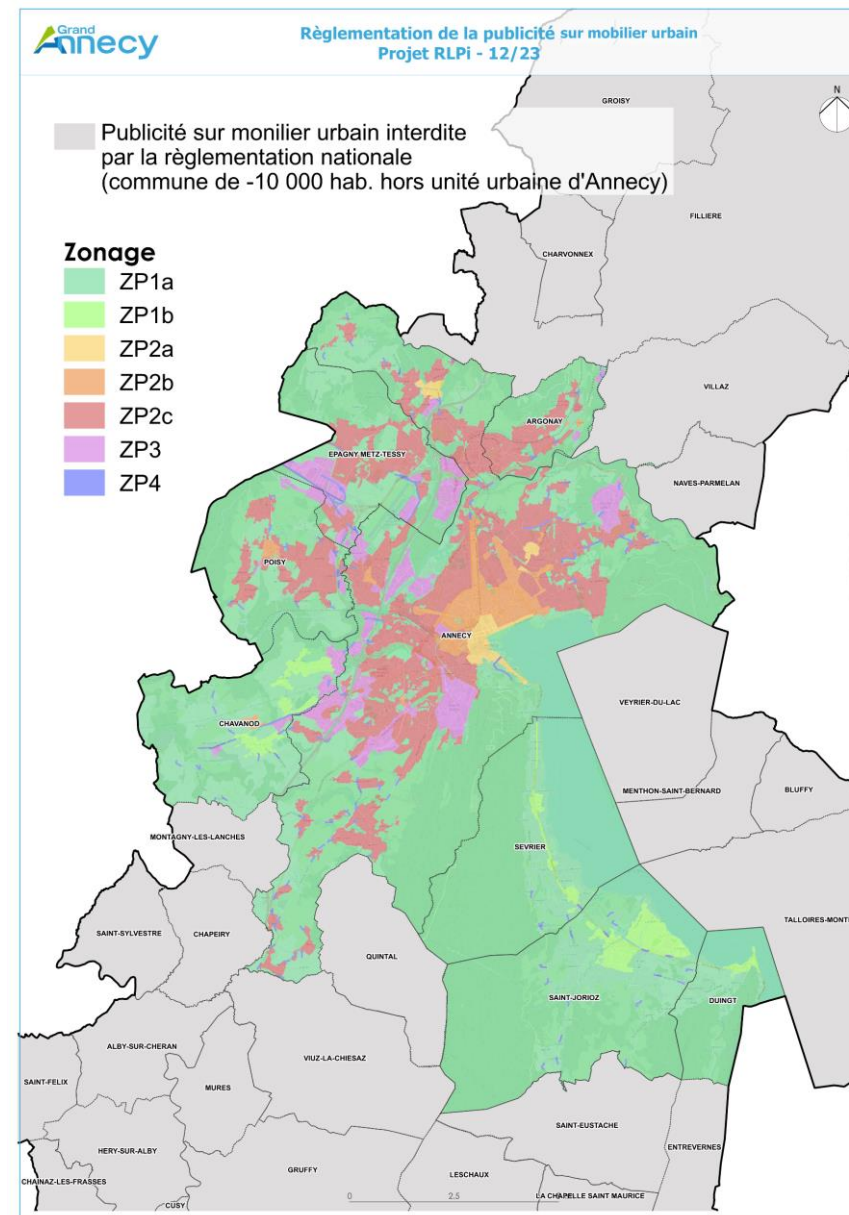 Grand
Annecy
Règlementation de la publicité sur mobilier urbain
Projet RLPi - 12/23
N
Publicité sur monilier urbain interdite
par la règlementation nationale
(commune de -10 000 hab. hors unité urbaine d'Annecy)
Zonage
ZP1a
ZP1b
ZP2a
ZP2b
ZP2c
ZP3
ZP4
GROISY
FILLIERE
CHARVONNEX
VILLAZ
ARGONAY
EPAGNY METZ-TESSY
NAVES-PARMELAN
POISY
ANNECY
VEYRIER-DU-LAC
CHAVANOD
MENTHON-SAINT-BERNARD
BLUFFY
MONTAGNY-LES-LANCHES
SEVRIER
TALLOIRES-MONT
SAINT-SYLVESTRE
CHAPEIRY
QUINTAL
SAINT-JORIOZ
DUINGT
ALBY-SUR-CHERAN
VIUZ-LA-CHIESAZ
SAINT-FELIX
MURES
SAINT-EUSTACHE
HERY-SUR-ALBY
ENTREVERNES
GRUFFY
LESCHAUX
CHAINAZ-LES-FRASSES
CUSY
0
2.5
LA CHAPELLE SAINT MAURICE